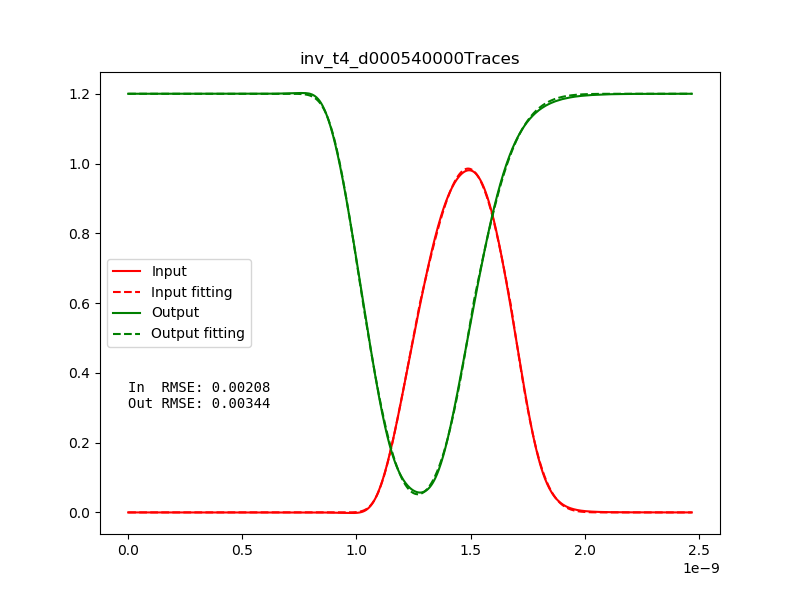 inv_t4_d000540000Traces
1.2
1.0
0.8
0.6
0.4
0.2
0.0
Input
Input fitting
Output
Output fitting
In  RMSE: 0.00208
Out RMSE: 0.00344
0.0 0.5 1.0 1.5 2.0 2.5
1e−9